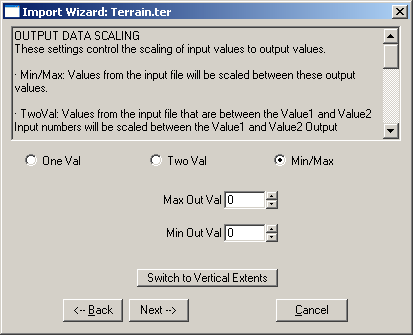 Import Wizard: Terrain.ter
OUTPUT DATA SCALING
These settings control the scaling of input values to output values.
· Min/Max: Values from the input file will be scaled between these output
values.
· TwoVal: Values from the input file that are between the Value1 and Value2
Input numbers will be scaled between the Value1 and Value2 Output
One Val
Two Val
Min/Max
Max Out Val 0
Min Out Val 0
Switch to Vertical Extents
<-- Back
Next -->
Cancel